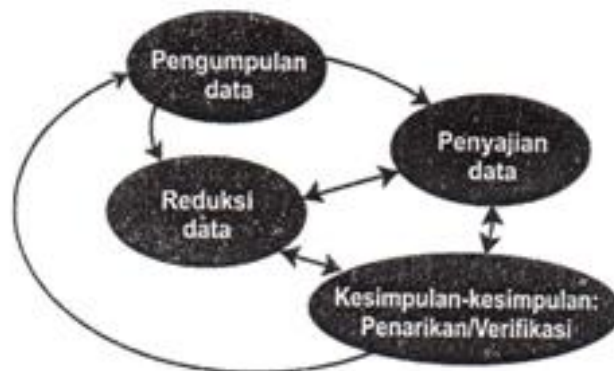 Pengumpulan
data
Penyajian
data
Reduksi
data
Kesimpulan-kesimpulan:
Penarikan/Verifikasi